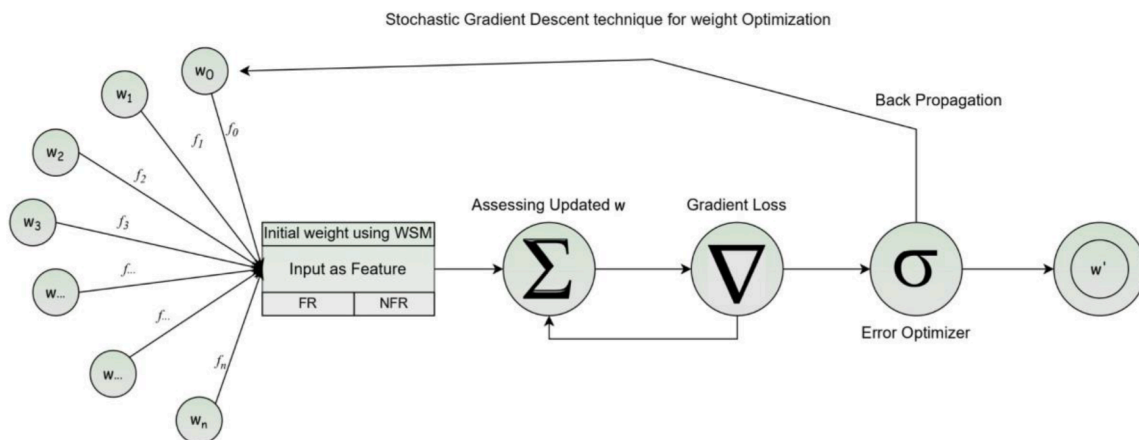 Stochastic Gradient Descent technique for weight Optimization
w0
w1
w2
w3
w...
w...
wn
f0
f1
f2
f3
f...
f...
fn
Initial weight using WSM
Input as Feature
FR NFR
Assessing Updated w
Σ
Gradient Loss
∇
Back Propagation
σ
Error Optimizer
w'